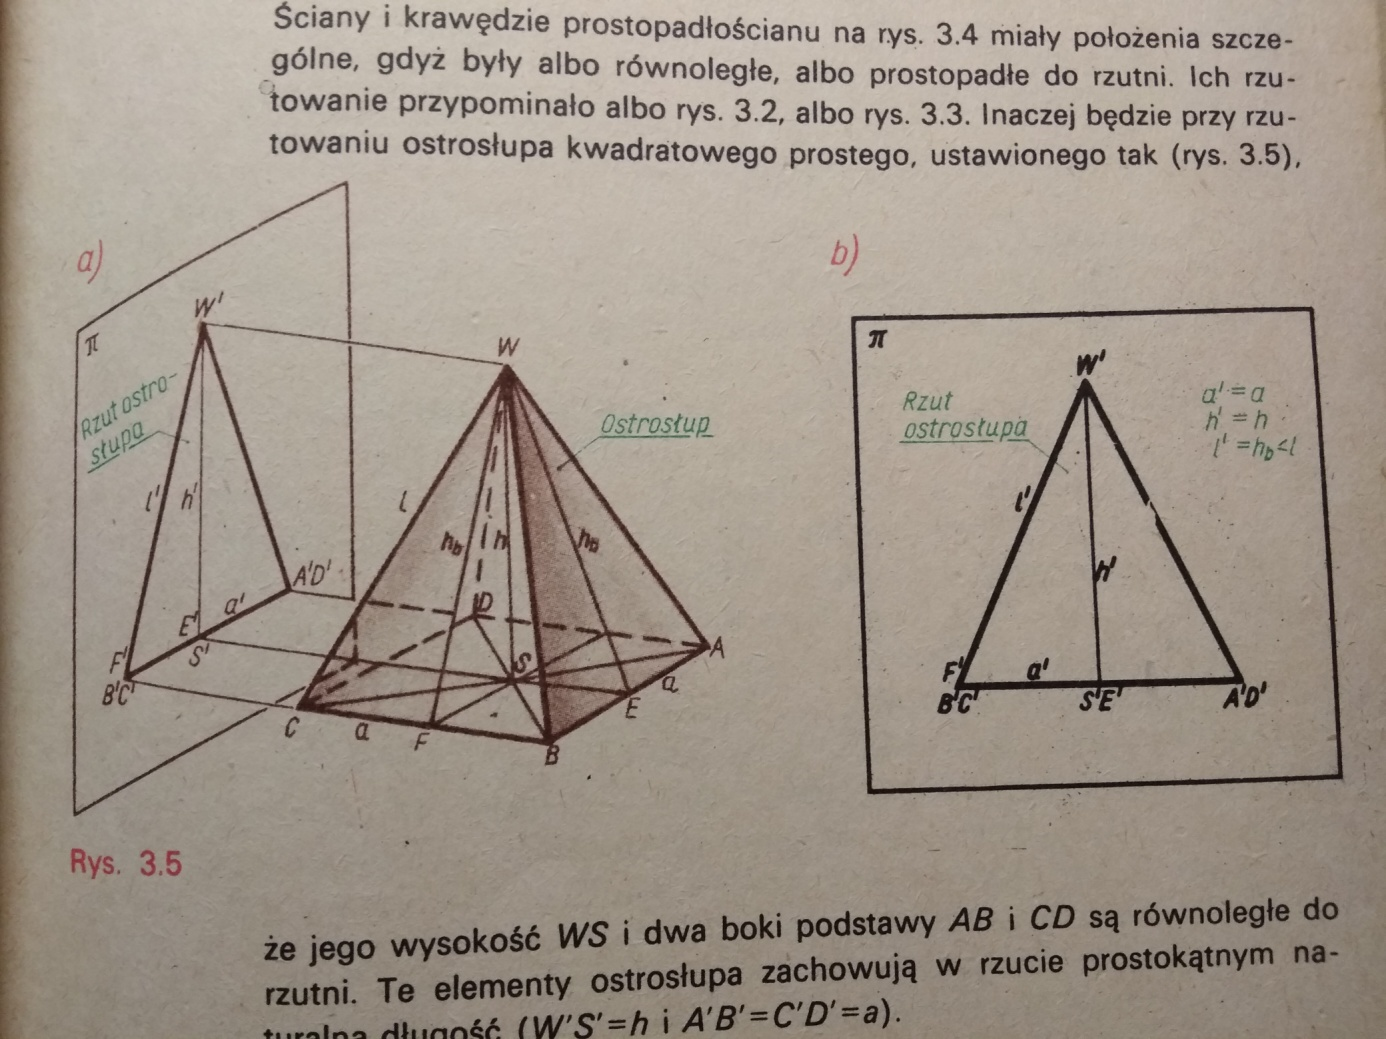 Ściany i krawędzie prostopadłościanu na rys. 3.4 miały położenia szcze-
gólne, gdyż były albo równoległe, albo prostopadłe do rzutni. Ich rzu-
towanie przypominało albo rys. 3.2, albo rys. 3.3. Inaczej będzie przy rzu-
towaniu ostrosłupa kwadratowego prostego, ustawionego tak (rys. 3.5),
a)
π
W'
Rzut ostro-
słupa
l'
h'
A'D'
E'
a'
S'
F'
B'C'
W
Ostrosłup
l
hb
h
hb
D
S
A
a
E
C
a
F
B
b)
π
W'
Rzut
ostrosłupa
a' = a
h' = h
l' = hb < l
l'
h'
F'
a'
B'C'
S'E'
A'D'
Rys. 3.5
że jego wysokość WS i dwa boki podstawy AB i CD są równoległe do
rzutni. Te elementy ostrosłupa zachowują w rzucie prostokątnym na-
turalną długość (W'S'=h i A'B'=C'D'=a).